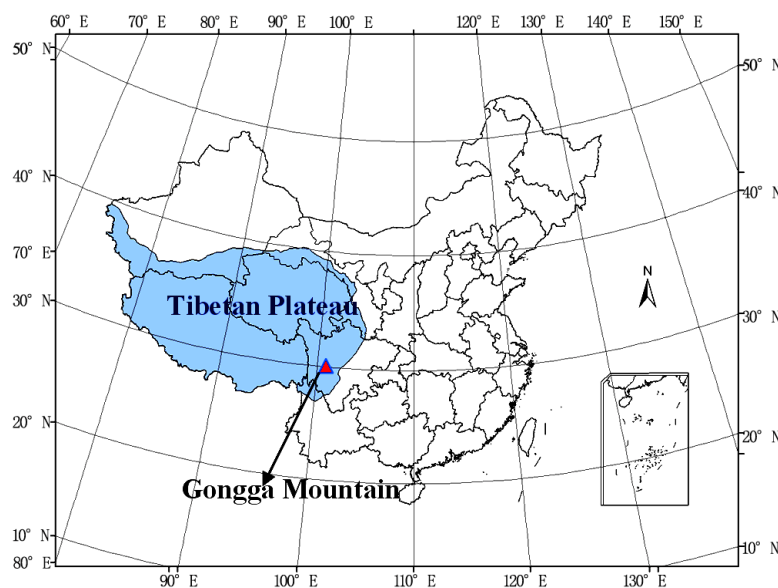 60° E 70° E 80° E 90° E 100° E 120° E 130° E 140° E 150° E
50° N
50° N
40° N
40° N
70° E
N
30° N
Tibetan Plateau
30° N
20° N
20° N
Gongga Mountain
10° N
10° N
80° E
90° E 100° E 110° E 120° E 130° E